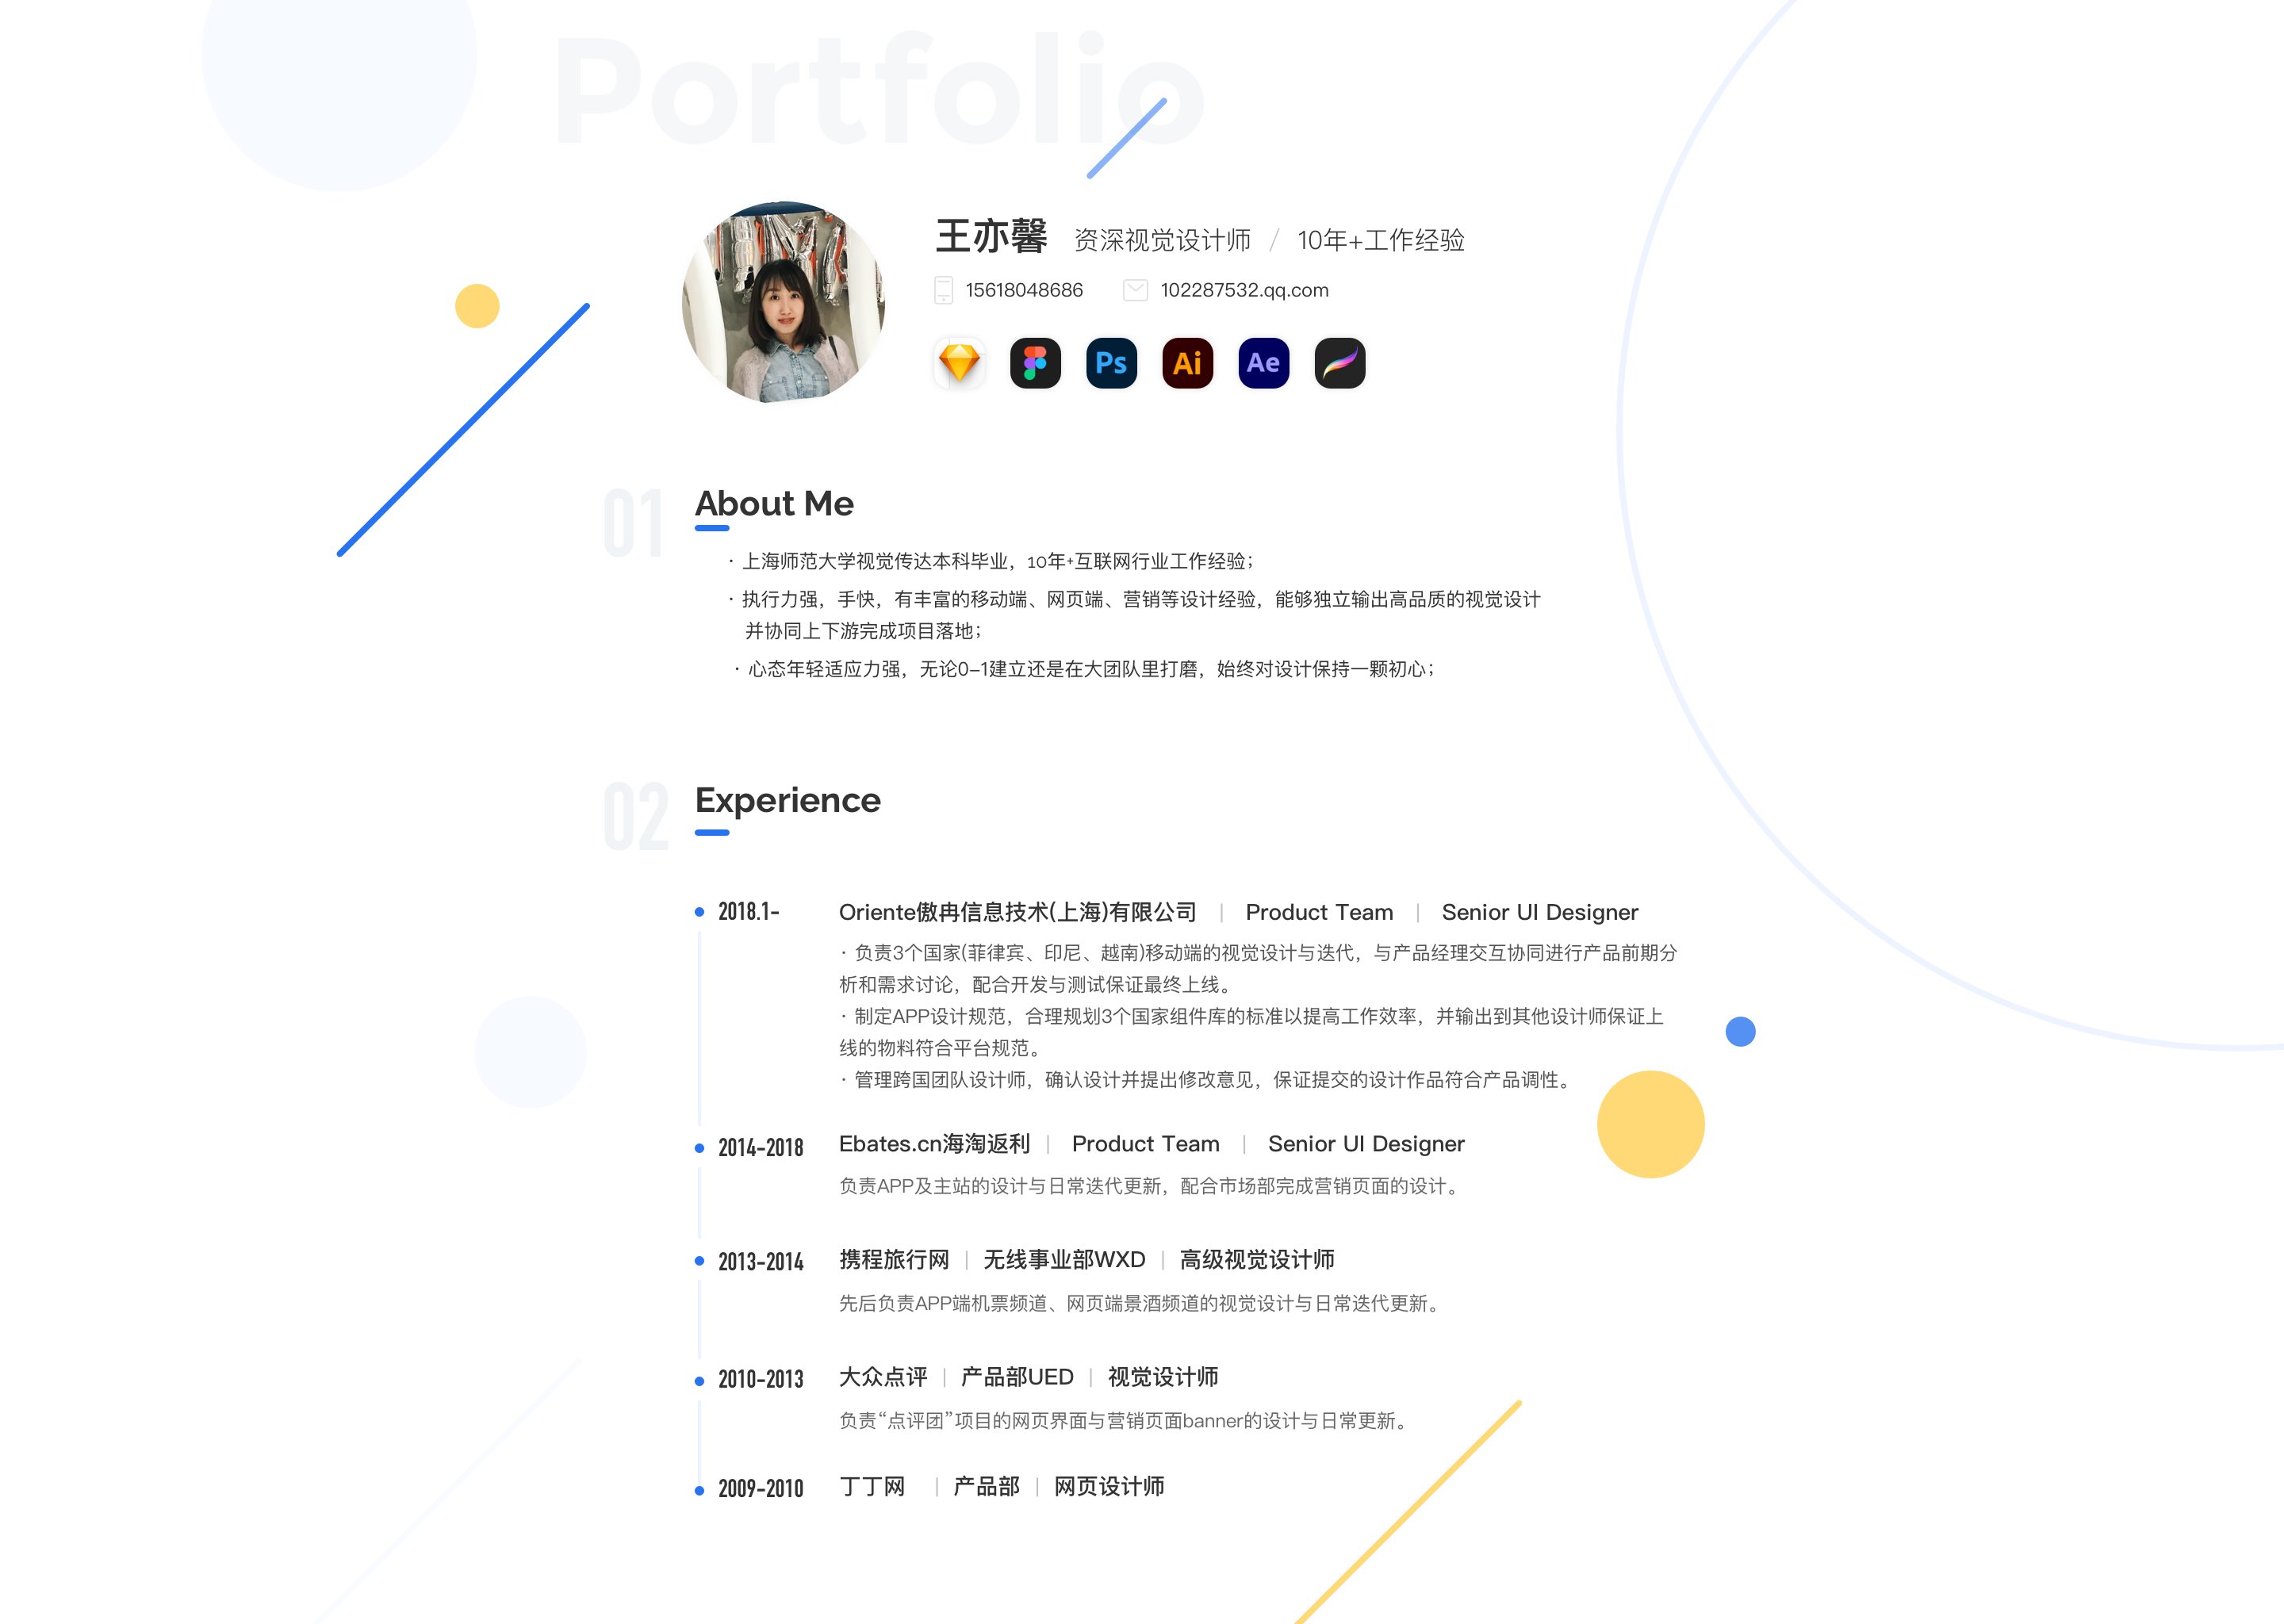 Portfolio
王亦馨 资深视觉设计师 / 10年+工作经验
15618048686 102287532.qq.com
Ps Ai Ae
01 About Me
· 上海师范大学视觉传达本科毕业，10年+互联网行业工作经验；
· 执行力强，手快，有丰富的移动端、网页端、营销等设计经验，能够独立输出高品质的视觉设计
并协同上下游完成项目落地；
· 心态年轻适应力强，无论0-1建立还是在大团队里打磨，始终对设计保持一颗初心；
02 Experience
2018.1- Oriente傲冉信息技术(上海)有限公司 | Product Team | Senior UI Designer
· 负责3个国家(菲律宾、印尼、越南)移动端的视觉设计与迭代，与产品经理交互协同进行产品前期分
析和需求讨论，配合开发与测试保证最终上线。
· 制定APP设计规范，合理规划3个国家组件库的标准以提高工作效率，并输出到其他设计师保证上
线的物料符合平台规范。
· 管理跨国团队设计师，确认设计并提出修改意见，保证提交的设计作品符合产品调性。
2014-2018 Ebates.cn海淘返利 | Product Team | Senior UI Designer
负责APP及主站的设计与日常迭代更新，配合市场部完成营销页面的设计。
2013-2014 携程旅行网 | 无线事业部WXD | 高级视觉设计师
先后负责APP端机票频道、网页端景酒频道的视觉设计与日常迭代更新。
2010-2013 大众点评 | 产品部UED | 视觉设计师
负责“点评团”项目的网页界面与营销页面banner的设计与日常更新。
2009-2010 丁丁网 | 产品部 | 网页设计师